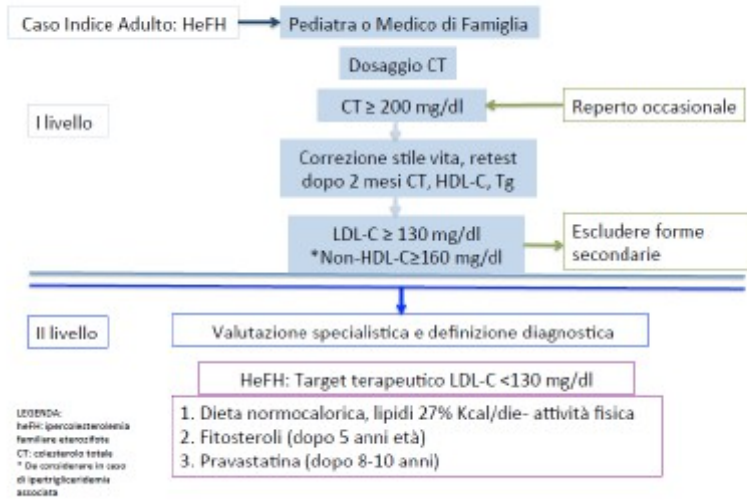 Caso Indice Adulto: HeFH
Pediatra o Medico di Famiglia
Dosaggio CT
CT ≥ 200 mg/dl
Reperto occasionale
I livello
Correzione stile vita, retest
dopo 2 mesi CT, HDL-C, Tg
LDL-C ≥ 130 mg/dl
*Non-HDL-C≥160 mg/dl
Escludere forme
secondarie
II livello
Valutazione specialistica e definizione diagnostica
HeFH: Target terapeutico LDL-C <130 mg/dl
1. Dieta normocalorica, lipidi 27% Kcal/die- attività fisica
2. Fitosteroli (dopo 5 anni età)
3. Pravastatina (dopo 8-10 anni)
LEGENDA:
heFH: ipercolesterolemia
familiare eterozifote
CT: colesterolo totale
* Da considerare in caso
di ipertrigliceridemia
associata